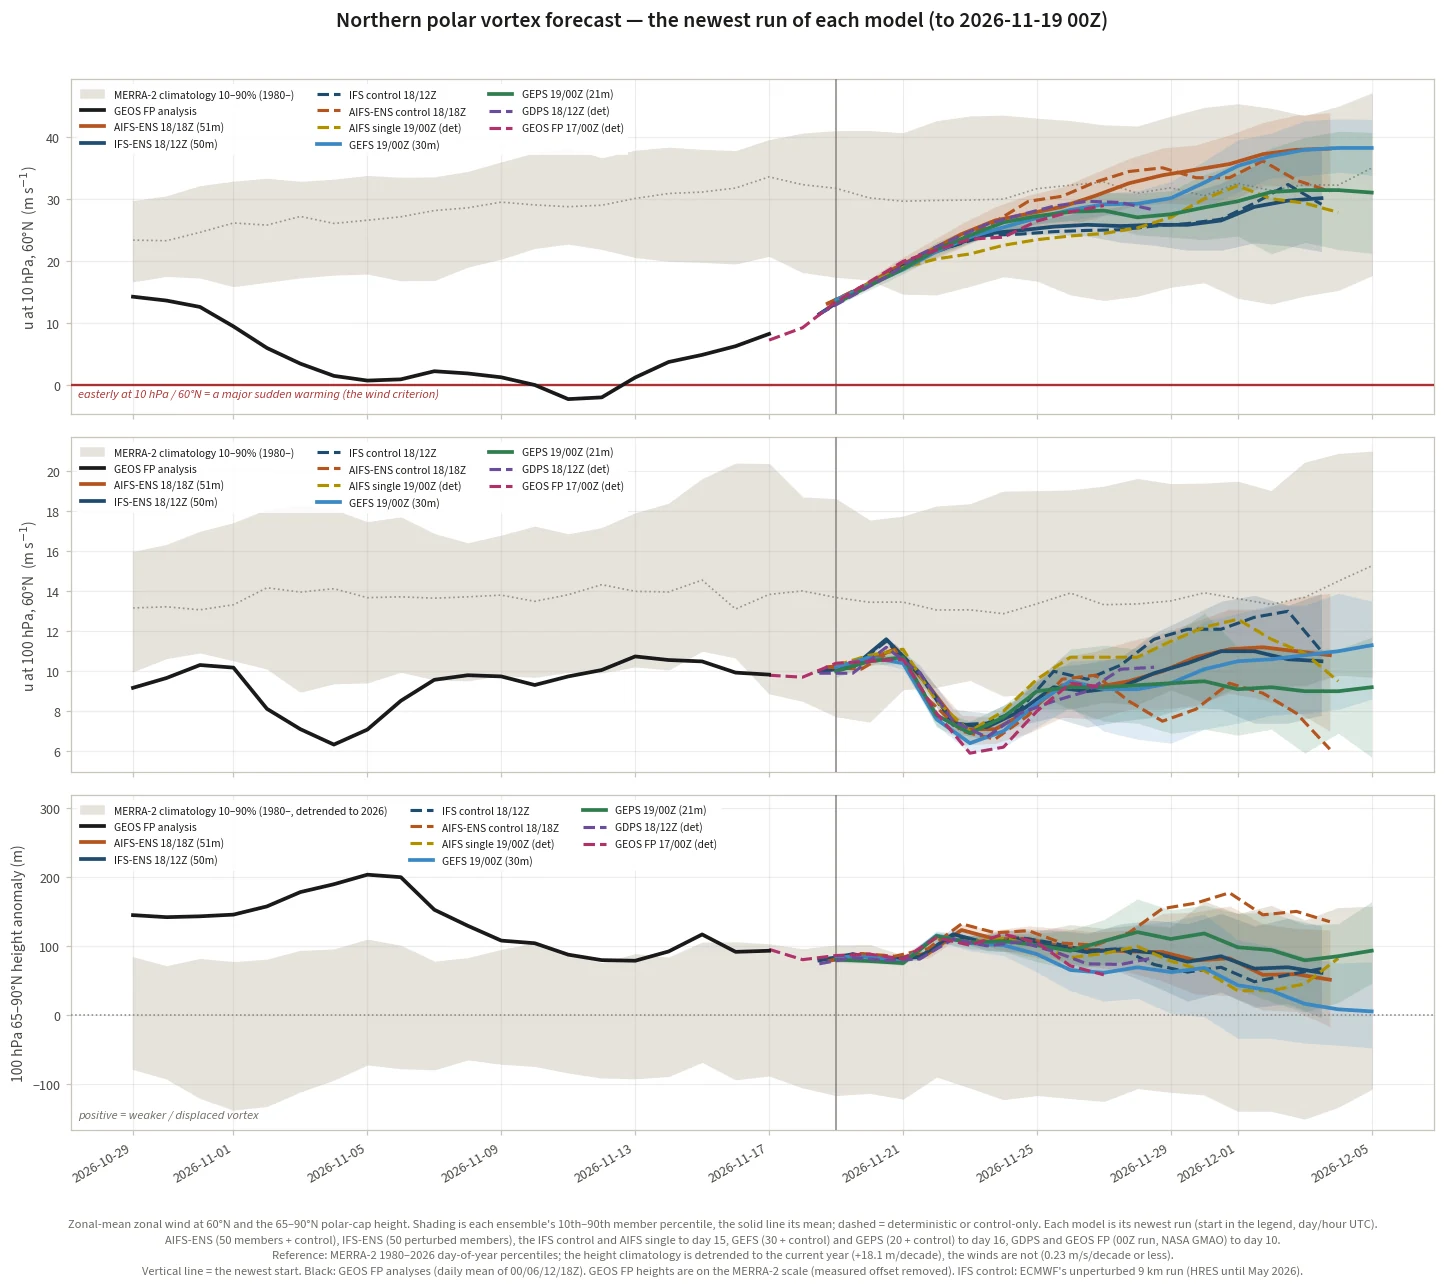 Northern polar vortex forecast — the newest run of each model (to 2026-11-19 00Z)
MERRA-2 climatology 10–90% (1980–)
GEOS FP analysis
AIFS-ENS 18/18Z (51m)
IFS-ENS 18/12Z (50m)
IFS control 18/12Z
AIFS-ENS control 18/18Z
AIFS single 19/00Z (det)
GEFS 19/00Z (30m)
GEPS 19/00Z (21m)
GDPS 18/12Z (det)
GEOS FP 17/00Z (det)
u at 10 hPa, 60°N (m s⁻¹)
40
30
20
10
0
easterly at 10 hPa / 60°N = a major sudden warming (the wind criterion)
MERRA-2 climatology 10–90% (1980–)
GEOS FP analysis
AIFS-ENS 18/18Z (51m)
IFS-ENS 18/12Z (50m)
IFS control 18/12Z
AIFS-ENS control 18/18Z
AIFS single 19/00Z (det)
GEFS 19/00Z (30m)
GEPS 19/00Z (21m)
GDPS 18/12Z (det)
GEOS FP 17/00Z (det)
u at 100 hPa, 60°N (m s⁻¹)
20
18
16
14
12
10
8
6
MERRA-2 climatology 10–90% (1980–, detrended to 2026)
GEOS FP analysis
AIFS-ENS 18/18Z (51m)
IFS-ENS 18/12Z (50m)
IFS control 18/12Z
AIFS-ENS control 18/18Z
AIFS single 19/00Z (det)
GEFS 19/00Z (30m)
GEPS 19/00Z (21m)
GDPS 18/12Z (det)
GEOS FP 17/00Z (det)
100 hPa 65–90°N height anomaly (m)
300
200
100
0
−100
positive = weaker / displaced vortex
2026-10-29
2026-11-01
2026-11-05
2026-11-09
2026-11-13
2026-11-17
2026-11-21
2026-11-25
2026-11-29
2026-12-01
2026-12-05
Zonal-mean zonal wind at 60°N and the 65–90°N polar-cap height. Shading is each ensemble's 10th–90th member percentile, the solid line its mean; dashed = deterministic or control-only. Each model is its newest run (start in the legend, day/hour UTC).
AIFS-ENS (50 members + control), IFS-ENS (50 perturbed members), the IFS control and AIFS single to day 15, GEFS (30 + control) and GEPS (20 + control) to day 16, GDPS and GEOS FP (00Z run, NASA GMAO) to day 10.
Reference: MERRA-2 1980–2026 day-of-year percentiles; the height climatology is detrended to the current year (+18.1 m/decade), the winds are not (0.23 m/s/decade or less).
Vertical line = the newest start. Black: GEOS FP analyses (daily mean of 00/06/12/18Z). GEOS FP heights are on the MERRA-2 scale (measured offset removed). IFS control: ECMWF's unperturbed 9 km run (HRES until May 2026).